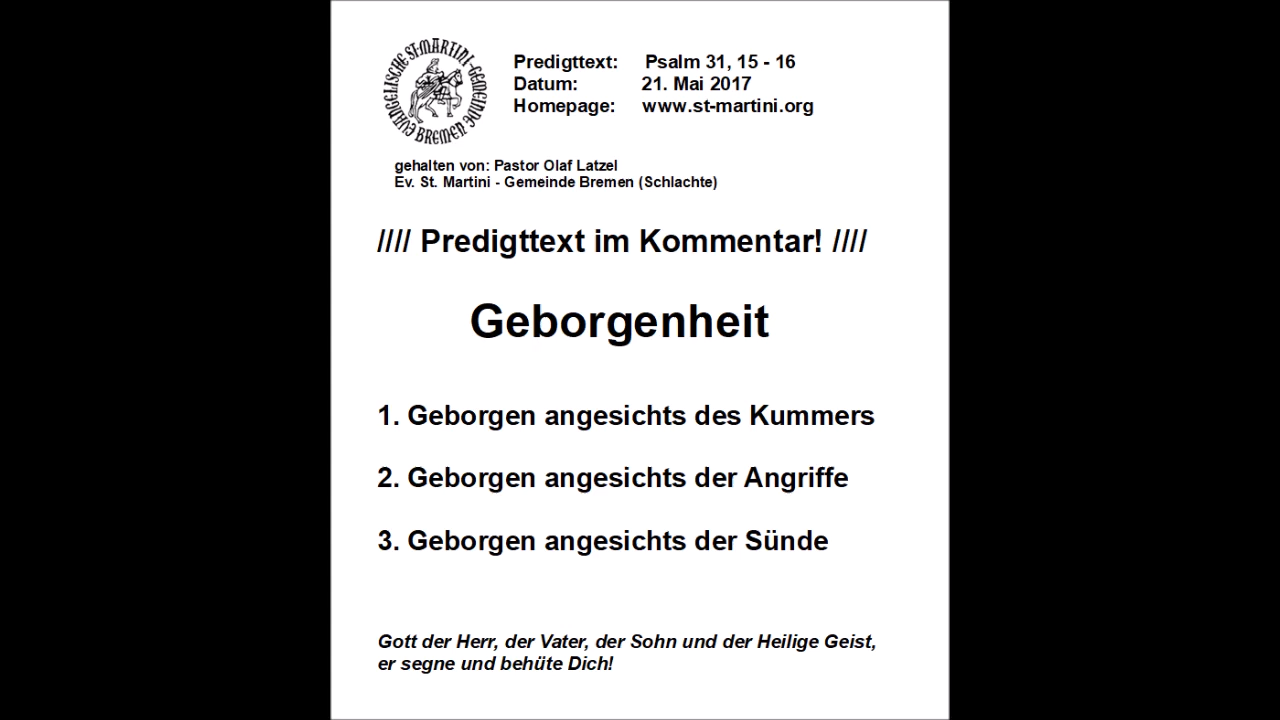 EVANGELISCHE ST-MARTINI-GEMEINDE BREMEN
Predigttext: Psalm 31, 15 - 16
Datum: 21. Mai 2017
Homepage: www.st-martini.org
gehalten von: Pastor Olaf Latzel
Ev. St. Martini - Gemeinde Bremen (Schlachte)
//// Predigttext im Kommentar! ////
Geborgenheit
1. Geborgen angesichts des Kummers
2. Geborgen angesichts der Angriffe
3. Geborgen angesichts der Sünde
Gott der Herr, der Vater, der Sohn und der Heilige Geist,
er segne und behüte Dich!